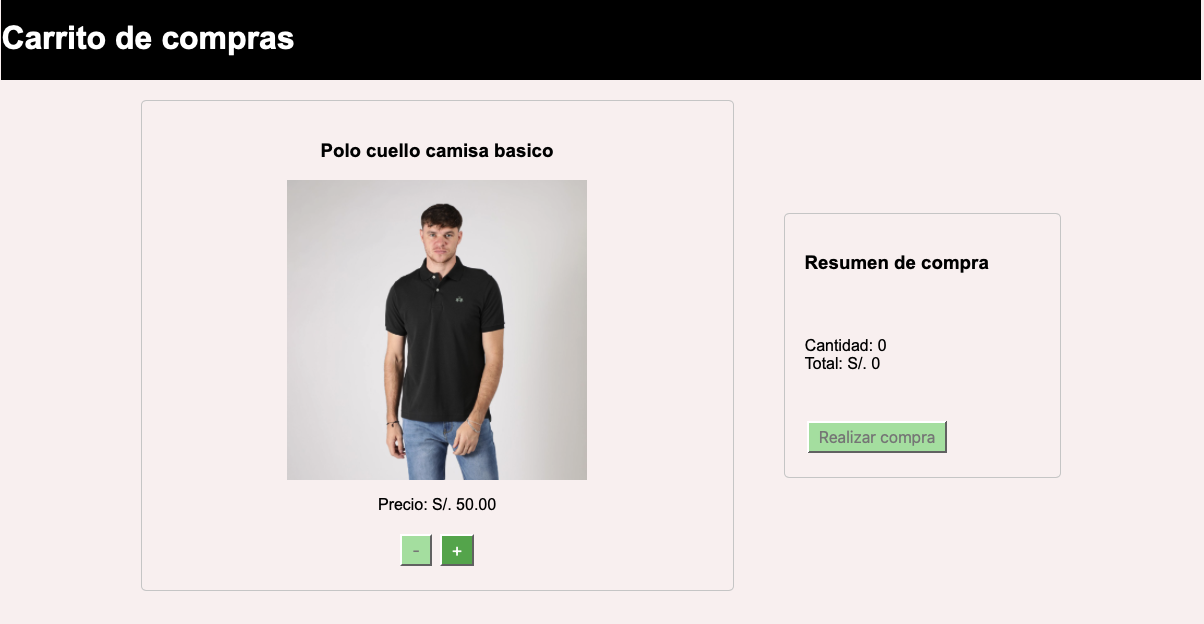 Carrito de compras
Polo cuello camisa basico
Precio: S/. 50.00
- +
Resumen de compra
Cantidad: 0
Total: S/. 0
Realizar compra